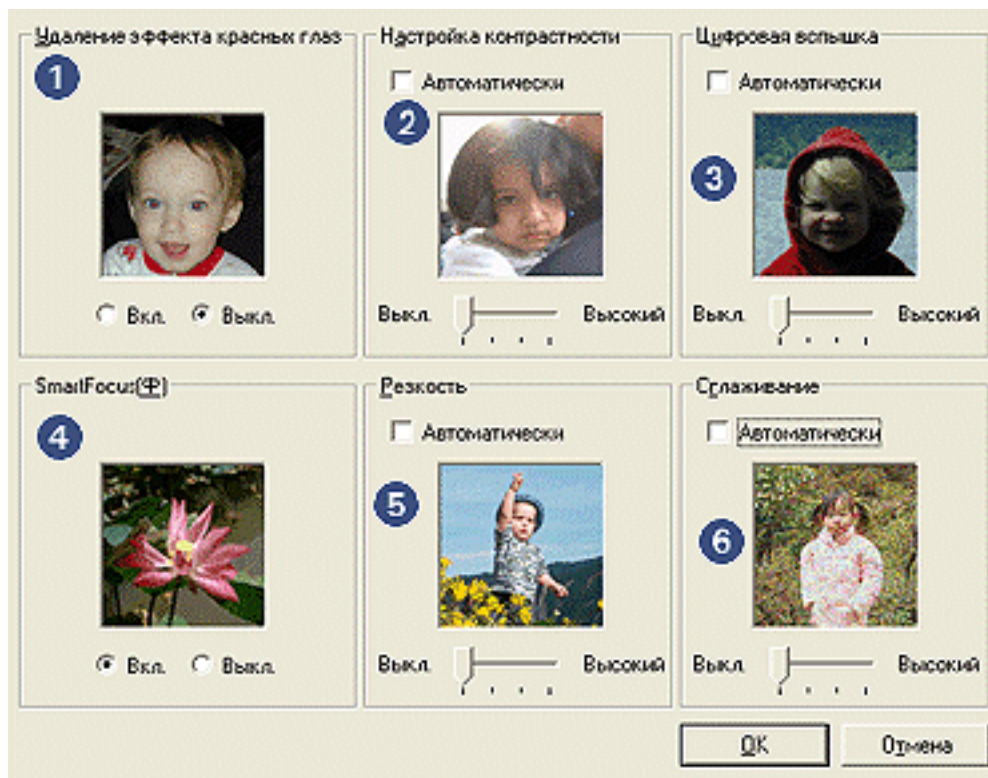 Удаление эффекта красных глаз
1
Вкл. Выкл.
Настройка контрастности
Автоматически
2
Выкл. Высокий
Цифровая вспышка
Автоматически
3
Выкл. Высокий
SmartFocus(Ф)
4
Вкл. Выкл.
Резкость
Автоматически
5
Выкл. Высокий
Сглаживание
Автоматически
6
Выкл. Высокий
OK Отмена